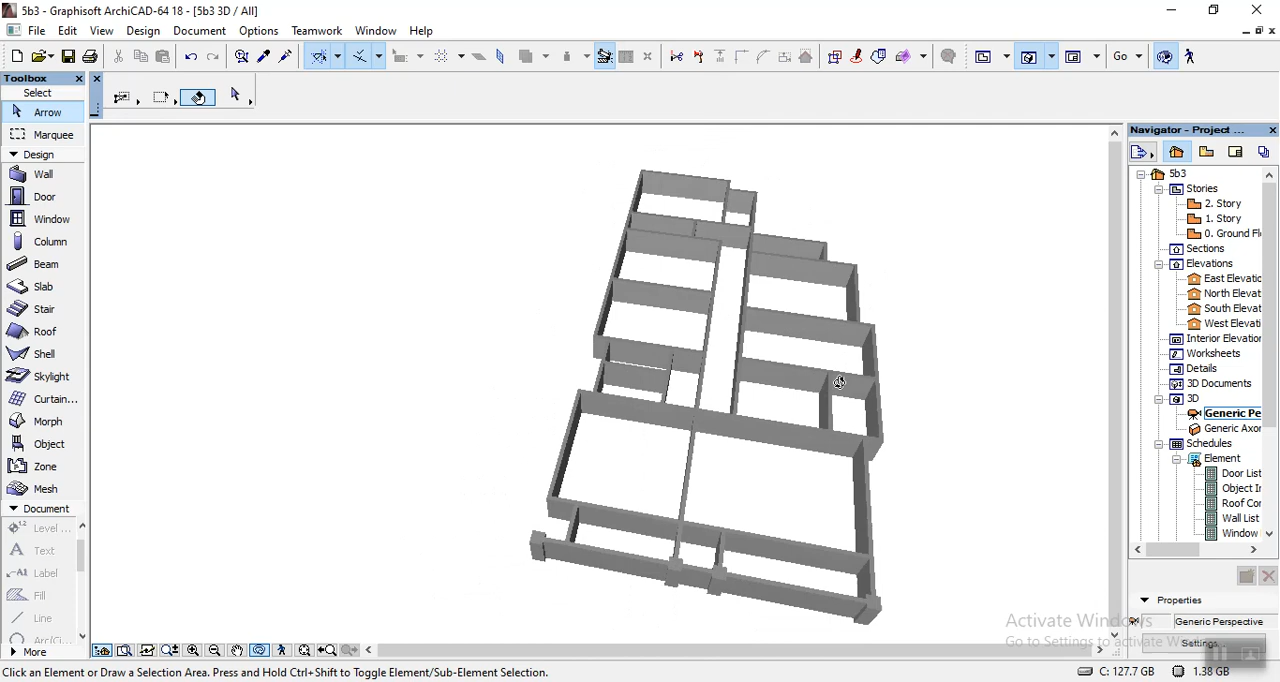 5b3 - Graphisoft ArchiCAD-64 18 - [5b3 3D / All]
File Edit View Design Document Options Teamwork Window Help
Go
Toolbox
Select
Arrow
Marquee
Design
Wall
Door
Window
Column
Beam
Slab
Stair
Roof
Shell
Skylight
Curtain...
Morph
Object
Zone
Mesh
Document
Level ...
Text
Label
Fill
Line
More
Navigator - Project ...
5b3
Stories
2. Story
1. Story
0. Ground Fl
Sections
Elevations
East Elevatic
North Elevat
South Elevat
West Elevati
Interior Elevation
Worksheets
Details
3D Documents
3D
Generic Pe
Generic Axor
Schedules
Element
Door List
Object In
Roof Cor
Wall List
Window
Properties
Generic Perspective
Settings...
Activate Windows
Go to Settings to activate
Click an Element or Draw a Selection Area. Press and Hold Ctrl+Shift to Toggle Element/Sub-Element Selection.
C: 127.7 GB 1.38 GB